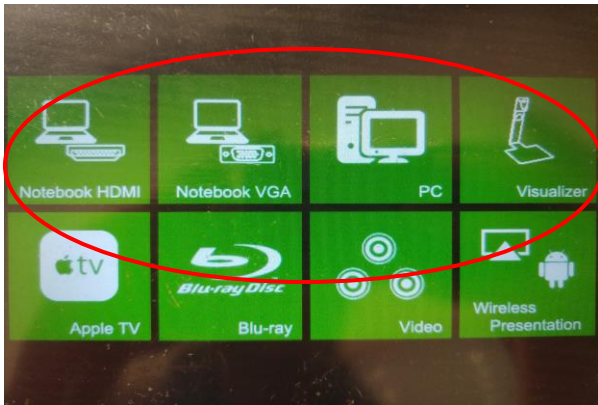 Notebook HDMI
Notebook VGA
PC
Visualizer
tv
Apple TV
Blu-ray Disc
Blu-ray
Video
Wireless
Presentation